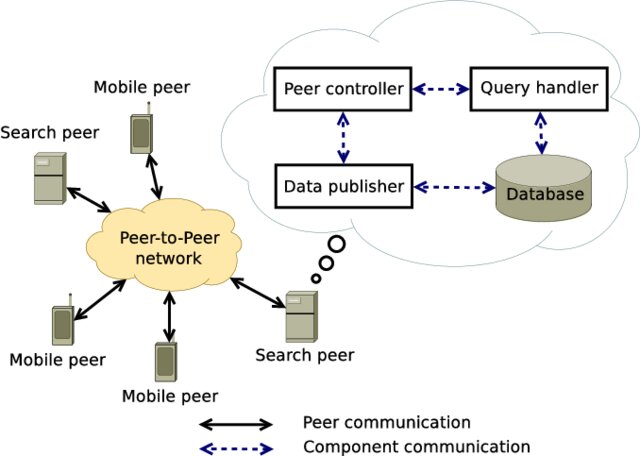 Mobile peer
Search peer
Peer-to-Peer
network
Mobile peer
Mobile peer
Search peer
Peer controller
Query handler
Data publisher
Database
Peer communication
Component communication